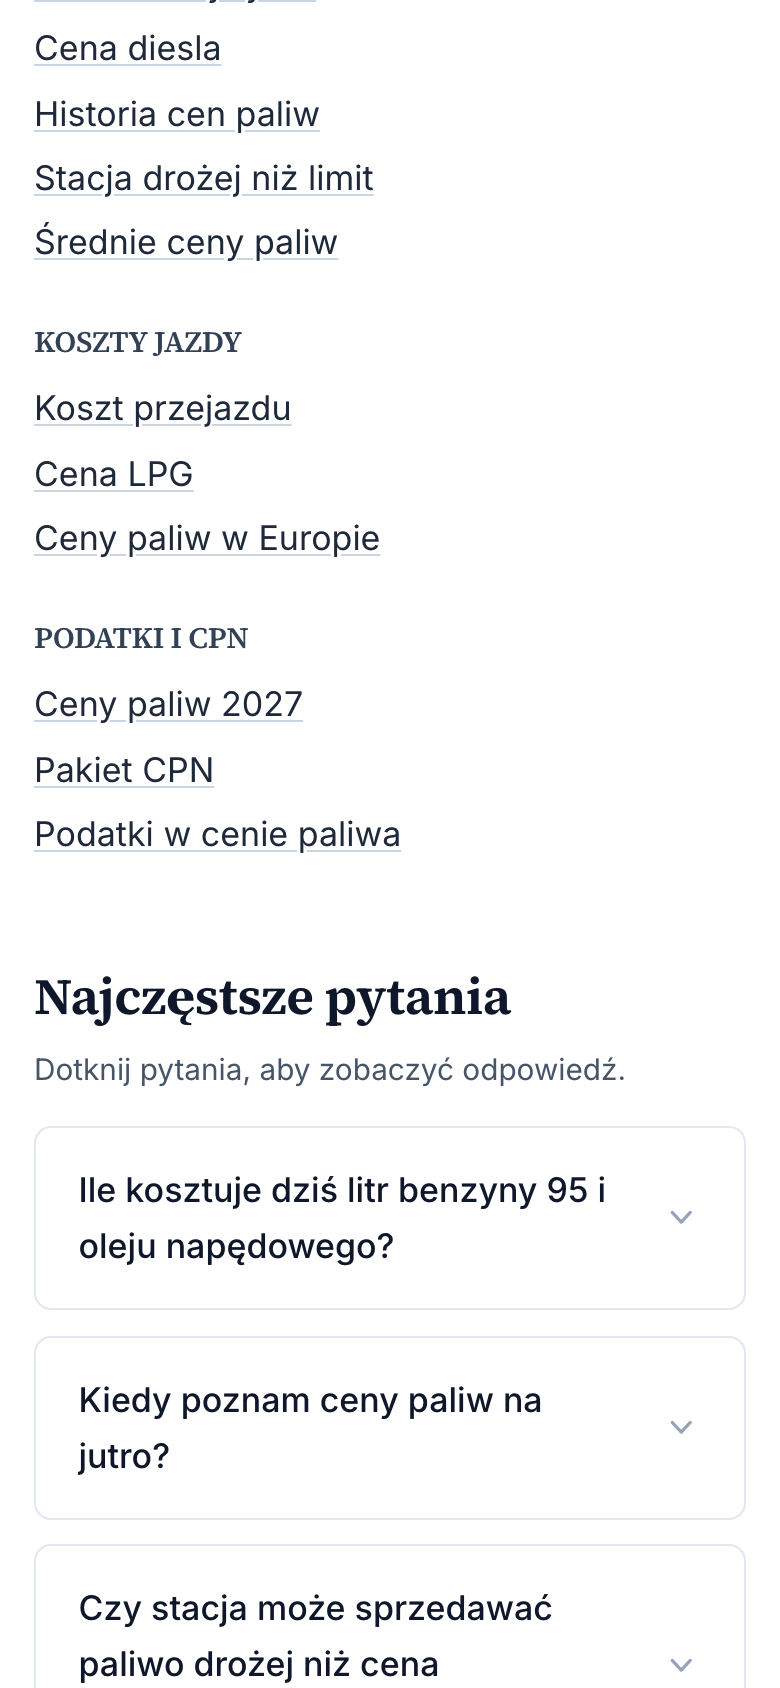 Cena diesla
Historia cen paliw
Stacja drożej niż limit
Średnie ceny paliw
KOSZTY JAZDY
Koszt przejazdu
Cena LPG
Ceny paliw w Europie
PODATKI I CPN
Ceny paliw 2027
Pakiet CPN
Podatki w cenie paliwa
Najczęstsze pytania
Dotknij pytania, aby zobaczyć odpowiedź.
Ile kosztuje dziś litr benzyny 95 i
oleju napędowego?
Kiedy poznam ceny paliw na
jutro?
Czy stacja może sprzedawać
paliwo drożej niż cena